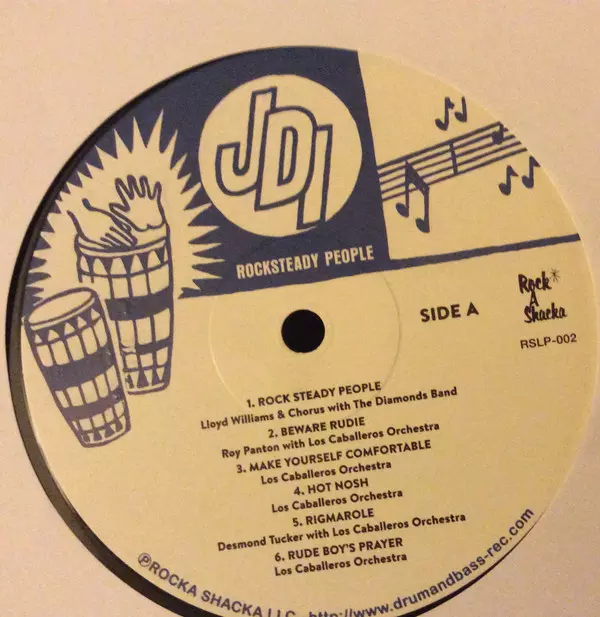 JDI
ROCKSTEADY PEOPLE
SIDE A
Rock
A
Shacka
RSLP-002
1. ROCK STEADY PEOPLE
Lloyd Williams & Chorus with The Diamonds Band
2. BEWARE RUDIE
Roy Panton with Los Caballeros Orchestra
3. MAKE YOURSELF COMFORTABLE
Los Caballeros Orchestra
4. HOT NOSH
Los Caballeros Orchestra
5. RIGMAROLE
Desmond Tucker with Los Caballeros Orchestra
6. RUDE BOY'S PRAYER
Los Caballeros Orchestra
ⓅROCKA SHACKA LLC http://www.drumandbass-rec.com